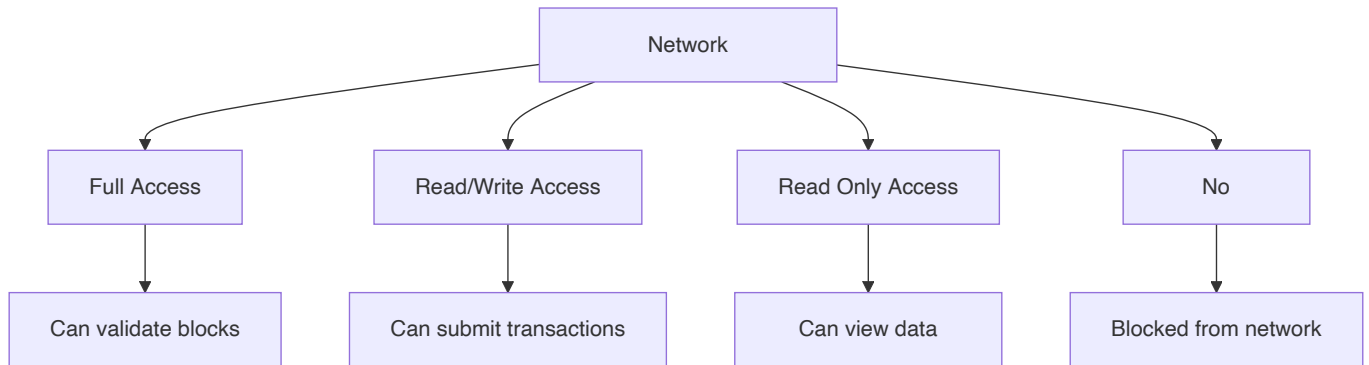 Network
Full Access
Read/Write Access
Read Only Access
No
Can validate blocks
Can submit transactions
Can view data
Blocked from network